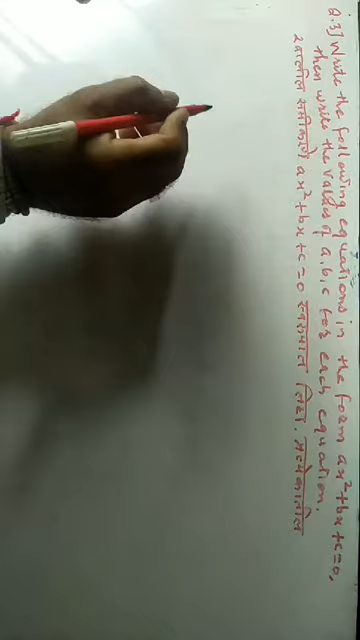 Q.3] Write the following equations in the form ax²+bx+c=0,
then write the values of a,b,c for each equation.
खालील समीकरणे ax²+bx+c=0 स्वरूपात लिहा. प्रत्येकातील